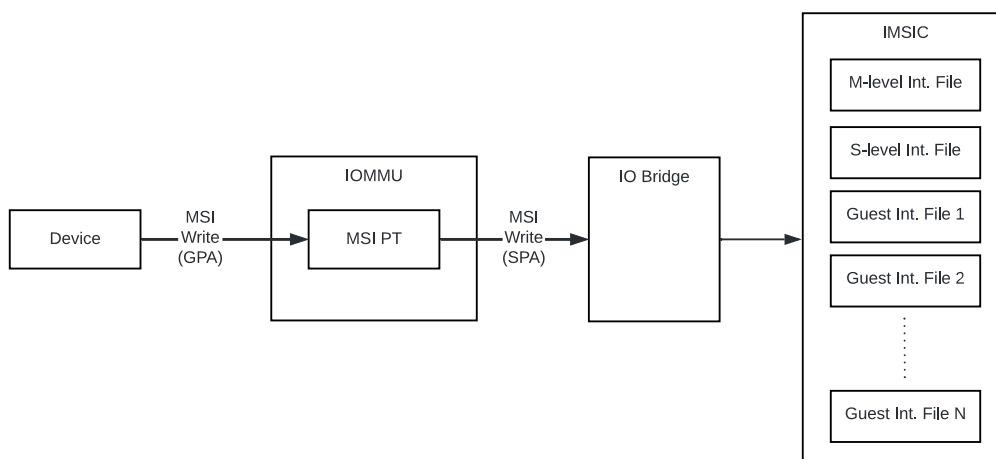 Device
MSI
Write
(GPA)
IOMMU
MSI PT
MSI
Write
(SPA)
IO Bridge
IMSIC
M-level Int. File
S-level Int. File
Guest Int. File 1
Guest Int. File 2
Guest Int. File N